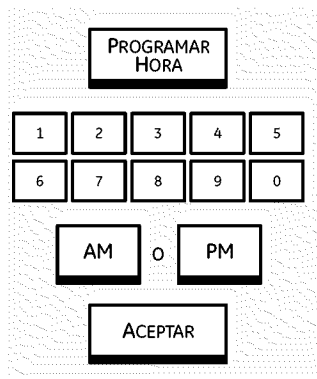 PROGRAMAR
HORA
1 2 3 4 5
6 7 8 9 0
AM O PM
ACEPTAR